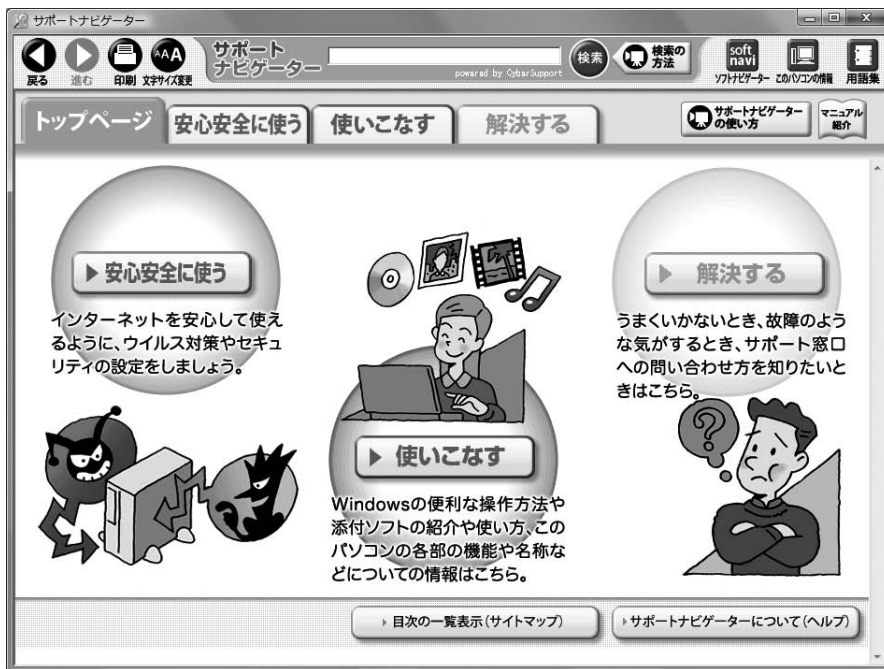 サポートナビゲーター
戻る
進む
印刷
AAA
文字サイズ変更
サポート
ナビゲーター
powered by CyberSupport
検索
検索の
方法
soft
navi
ソフトナビゲーター
このパソコンの情報
用語集
トップページ
安心安全に使う
使いこなす
解決する
サポートナビゲーター
の使い方
マニュアル
紹介
安心安全に使う
インターネットを安心して使え
るように、ウイルス対策やセキュ
リティの設定をしましょう。
使いこなす
Windowsの便利な操作方法や
添付ソフトの紹介や使い方、この
パソコンの各部の機能や名称な
どについての情報はこちら。
解決する
うまくいかないとき、故障のよう
な気がするとき、サポート窓口
への問い合わせ方を知りたいと
きはこちら。
?
目次の一覧表示(サイトマップ)
サポートナビゲーターについて(ヘルプ)